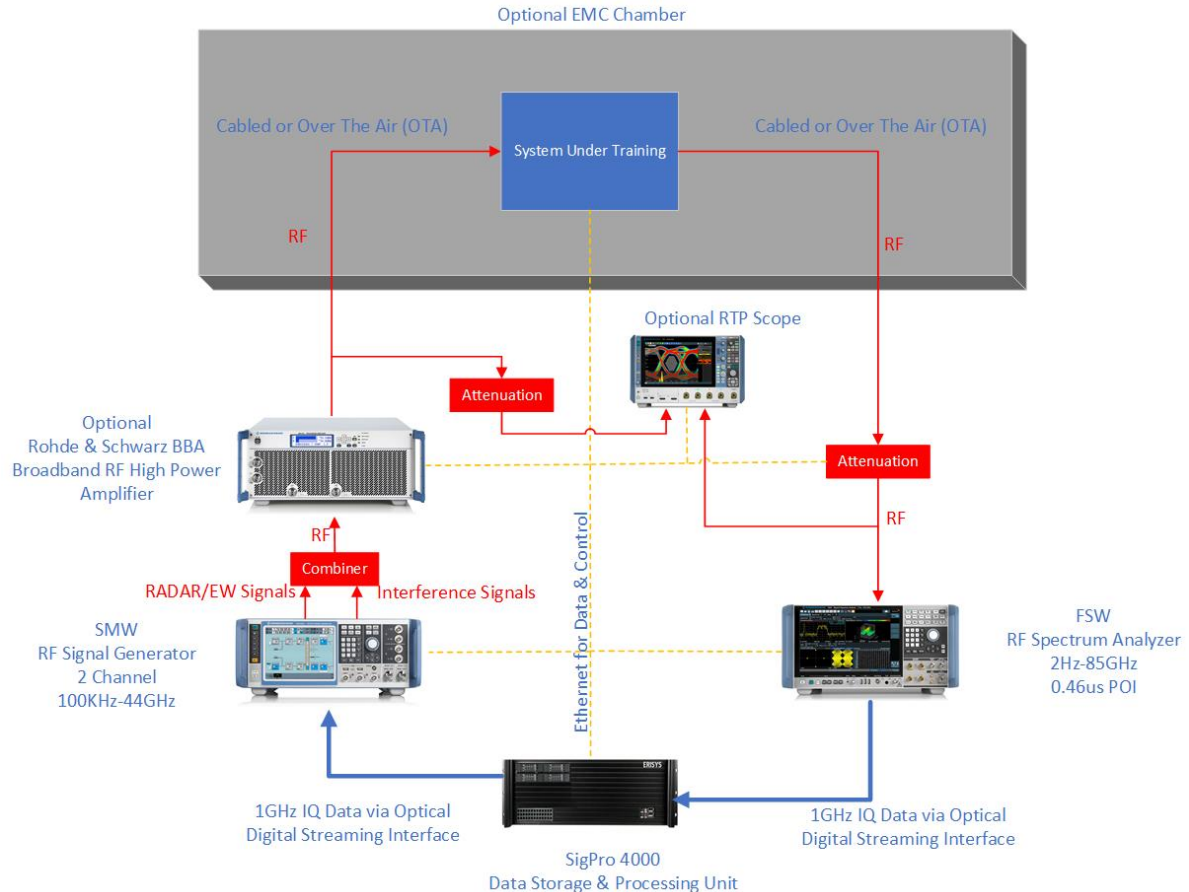 Optional EMC Chamber
Cabled or Over The Air (OTA)
System Under Training
Cabled or Over The Air (OTA)
RF
RF
Optional RTP Scope
Attenuation
Optional
Rohde & Schwarz BBA
Broadband RF High Power
Amplifier
Attenuation
RF
RF
Combiner
RADAR/EW Signals
Interference Signals
Ethernet for Data & Control
SMW
RF Signal Generator
2 Channel
100KHz-44GHz
FSW
RF Spectrum Analyzer
2Hz-85GHz
0.46us POI
ERISYS
1GHz IQ Data via Optical
Digital Streaming Interface
1GHz IQ Data via Optical
Digital Streaming Interface
SigPro 4000
Data Storage & Processing Unit